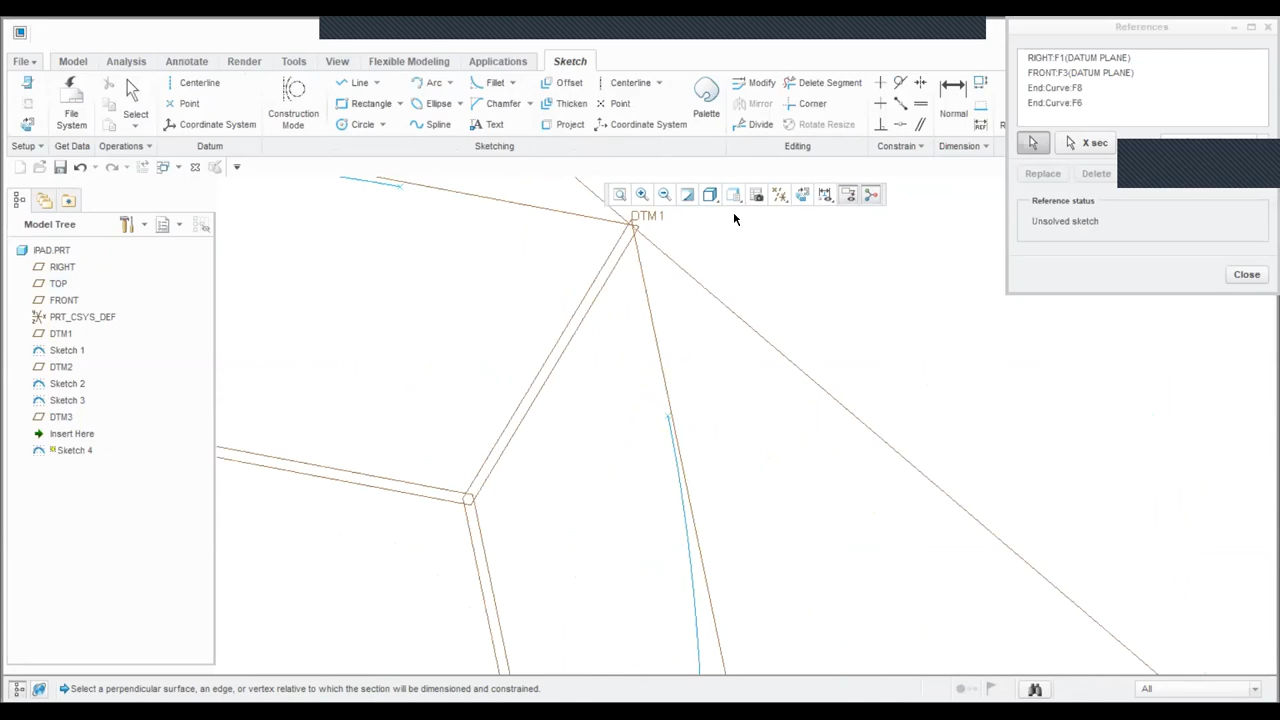 References
File Model Analysis Annotate Render Tools View Flexible Modeling Applications Sketch
RIGHT:F1(DATUM PLANE)
FRONT:F3(DATUM PLANE)
End:Curve:F8
End:Curve:F6
Centerline Line Arc Fillet Offset Centerline Modify Delete Segment
Point Rectangle Ellipse Chamfer Thicken Point Mirror Corner
Coordinate System Circle Spline Text Project Coordinate System Divide Rotate Resize
File System
Select
Construction Mode
Palette
Normal
REF
Setup Get Data Operations Datum Sketching Editing Constrain Dimension
X sec
Replace Delete
Reference status
Unsolved sketch
Close
Model Tree
IPAD.PRT
RIGHT
TOP
FRONT
PRT_CSYS_DEF
DTM1
Sketch 1
DTM2
Sketch 2
Sketch 3
DTM3
Insert Here
Sketch 4
DTM1
Select a perpendicular surface, an edge, or vertex relative to which the section will be dimensioned and constrained.
All